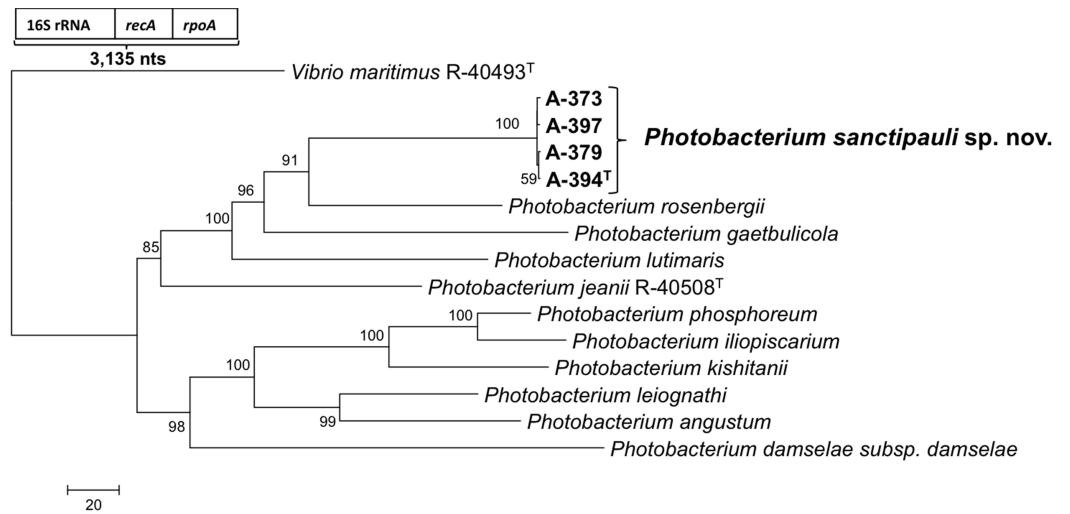 16S rRNA recA rpoA
3,135 nts
Vibrio maritimus R-40493T
A-373
100
A-397
Photobacterium sanctipauli sp. nov.
A-379
91
59
A-394T
96
Photobacterium rosenbergii
100
Photobacterium gaetbulicola
85
Photobacterium lutimaris
Photobacterium jeanii R-40508T
100
Photobacterium phosphoreum
100
Photobacterium iliopiscarium
100
Photobacterium kishitanii
Photobacterium leiognathi
99
Photobacterium angustum
98
Photobacterium damselae subsp. damselae
20